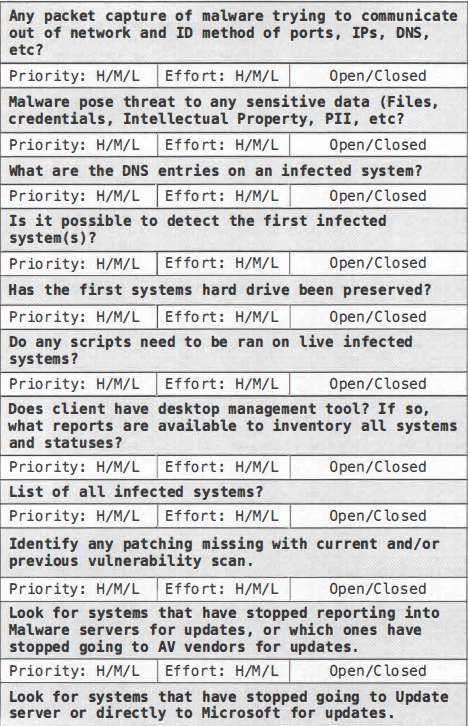 Any packet capture of malware trying to communicate
out of network and ID method of ports, IPs, DNS,
etc?
Priority: H/M/L Effort: H/M/L Open/Closed
Malware pose threat to any sensitive data (Files,
credentials, Intellectual Property, PII, etc?
Priority: H/M/L Effort: H/M/L Open/Closed
What are the DNS entries on an infected system?
Priority: H/M/L Effort: H/M/L Open/Closed
Is it possible to detect the first infected
system(s)?
Priority: H/M/L Effort: H/M/L Open/Closed
Has the first systems hard drive been preserved?
Priority: H/M/L Effort: H/M/L Open/Closed
Do any scripts need to be ran on live infected
systems?
Priority: H/M/L Effort: H/M/L Open/Closed
Does client have desktop management tool? If so,
what reports are available to inventory all systems
and statuses?
Priority: H/M/L Effort: H/M/L Open/Closed
List of all infected systems?
Priority: H/M/L Effort: H/M/L Open/Closed
Identify any patching missing with current and/or
previous vulnerability scan.
Priority: H/M/L Effort: H/M/L Open/Closed
Look for systems that have stopped reporting into
Malware servers for updates, or which ones have
stopped going to AV vendors for updates.
Priority: H/M/L Effort: H/M/L Open/Closed
Look for systems that have stopped going to Update
server or directly to Microsoft for updates.